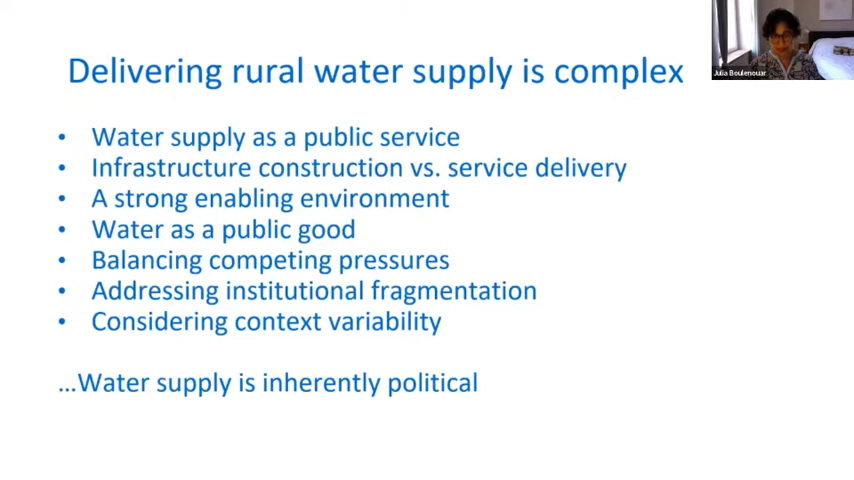 Delivering rural water supply is complex
Julia Boulenouar
• Water supply as a public service
• Infrastructure construction vs. service delivery
• A strong enabling environment
• Water as a public good
• Balancing competing pressures
• Addressing institutional fragmentation
• Considering context variability
…Water supply is inherently political